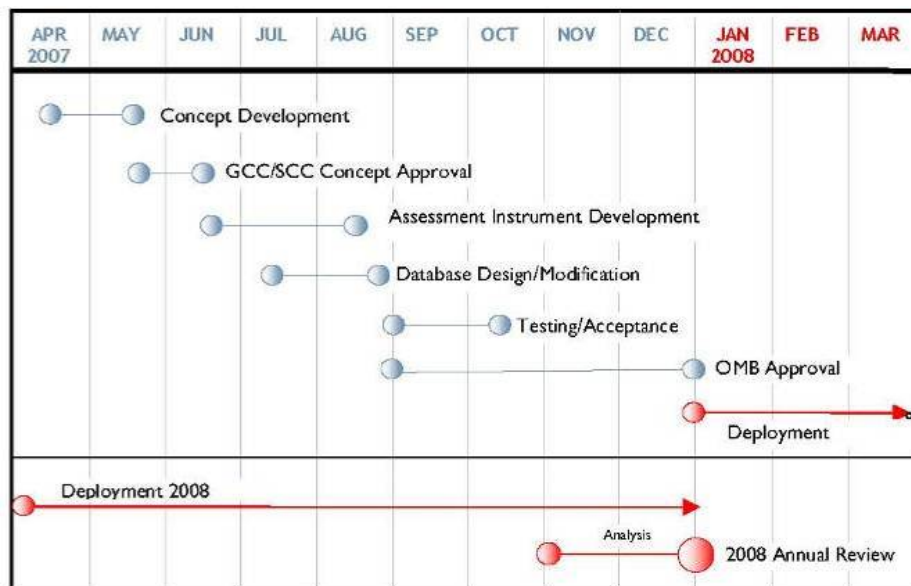 APR MAY JUN JUL AUG SEP OCT NOV DEC JAN FEB MAR
2007 2008
Concept Development
GCC/SCC Concept Approval
Assessment Instrument Development
Database Design/Modification
Testing/Acceptance
OMB Approval
Deployment
Deployment 2008
Analysis
2008 Annual Review